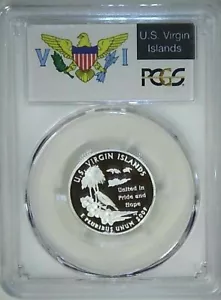 U.S. Virgin
Islands
V I
PCGS
U.S. VIRGIN ISLANDS
United in
Pride and
Hope
E PLURIBUS UNUM 2009